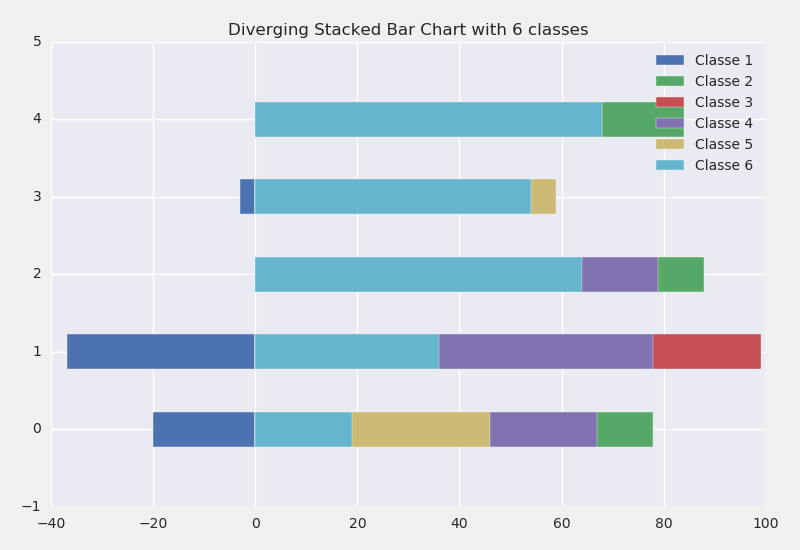 Diverging Stacked Bar Chart with 6 classes
5
4
3
2
1
0
−1
Classe 1
Classe 2
Classe 3
Classe 4
Classe 5
Classe 6
−40 −20 0 20 40 60 80 100